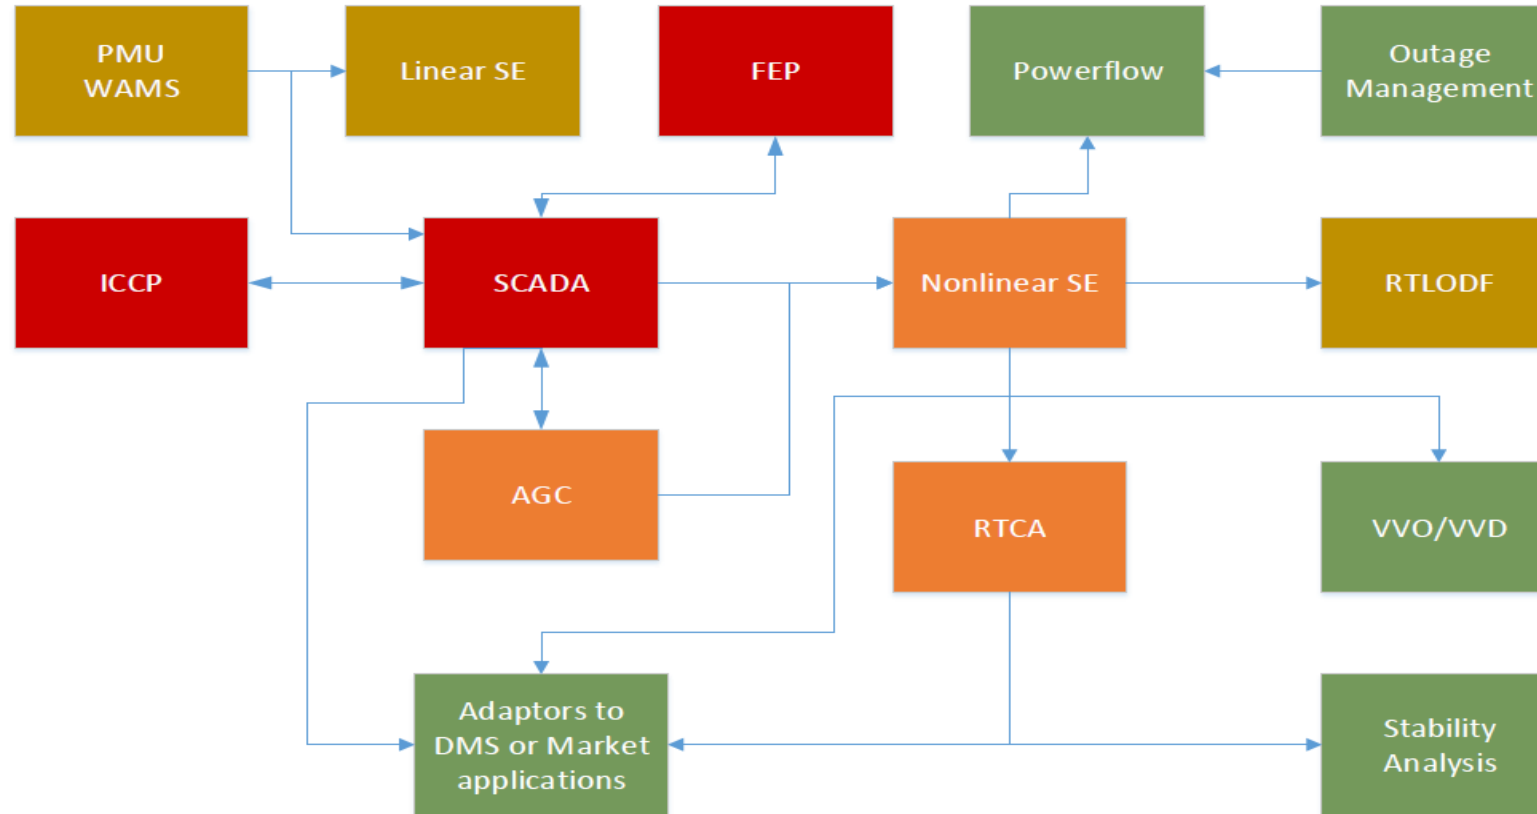 PMU
WAMS
Linear SE
FEP
Powerflow
Outage
Management
ICCP
SCADA
Nonlinear SE
RTLODF
AGC
RTCA
VVO/VVD
Adaptors to
DMS or Market
applications
Stability
Analysis